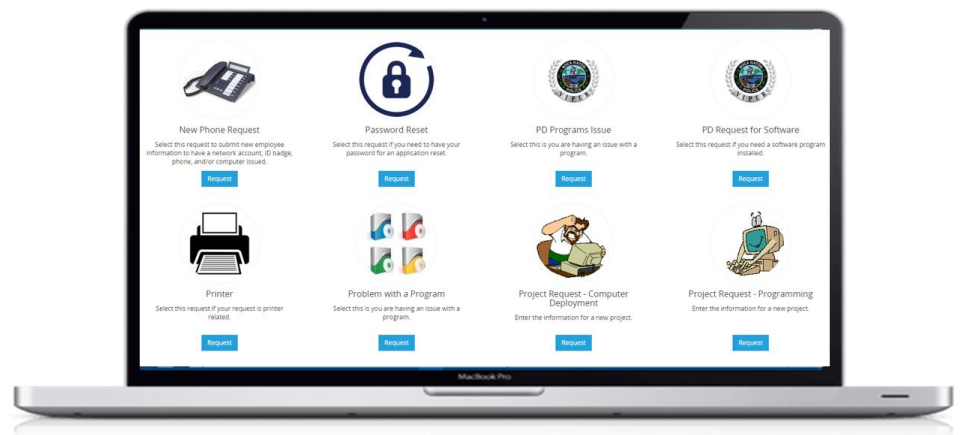 New Phone Request
Select this request to submit new employee
information to have a network account, ID badge,
phone, and/or computer issued.
Request
Password Reset
Select this request if you need to have your
password for an application reset.
Request
PD Programs Issue
Select this is you are having an issue with a
program.
Request
PD Request for Software
Select this request if you need a software program
installed.
Request
Printer
Select this request if your request is printer
related.
Request
Problem with a Program
Select this is you are having an issue with a
program.
Request
Project Request - Computer
Deployment
Enter the information for a new project.
Request
Project Request - Programming
Enter the information for a new project.
Request
MacBook Pro